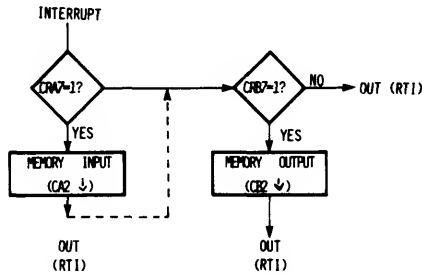 INTERRUPT
CRA7=1?
CRB7=1?
NO
OUT (RTI)
YES
YES
MEMORY INPUT
(CA2 ↓)
MEMORY OUTPUT
(CB2 ↓)
OUT
(RTI)
OUT
(RTI)